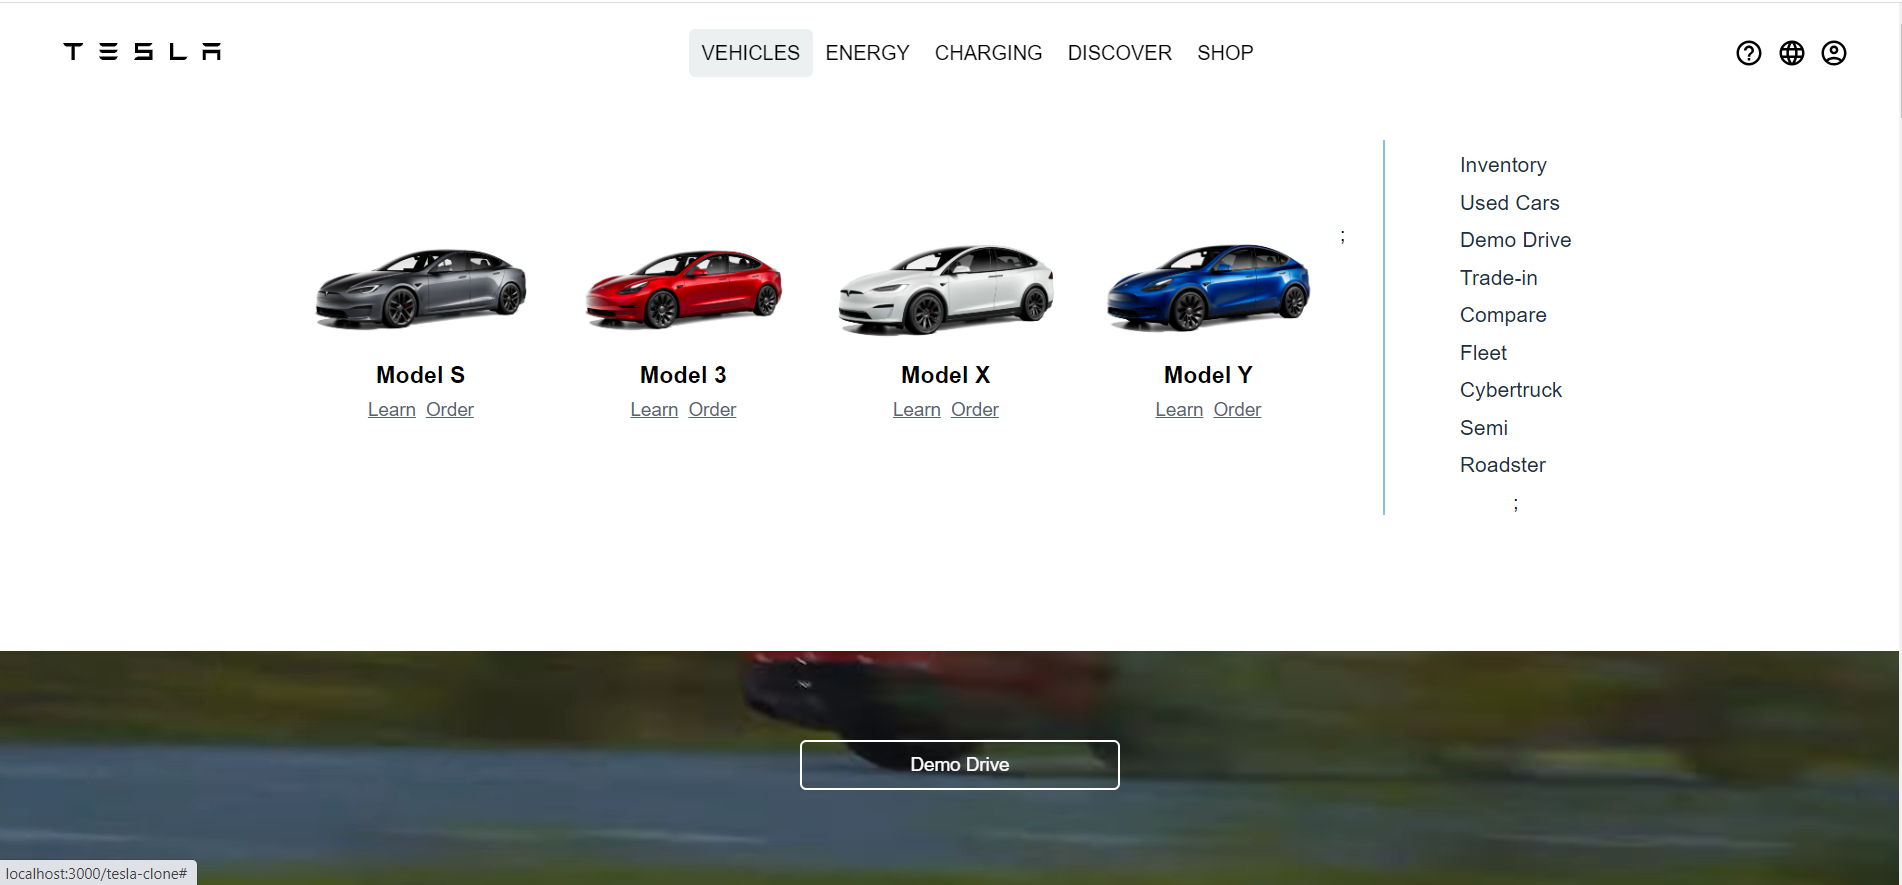 TESLA
VEHICLES ENERGY CHARGING DISCOVER SHOP
;
Model S
Learn Order
Model 3
Learn Order
Model X
Learn Order
Model Y
Learn Order
Inventory
Used Cars
Demo Drive
Trade-in
Compare
Fleet
Cybertruck
Semi
Roadster
;
Demo Drive
localhost:3000/tesla-clone#